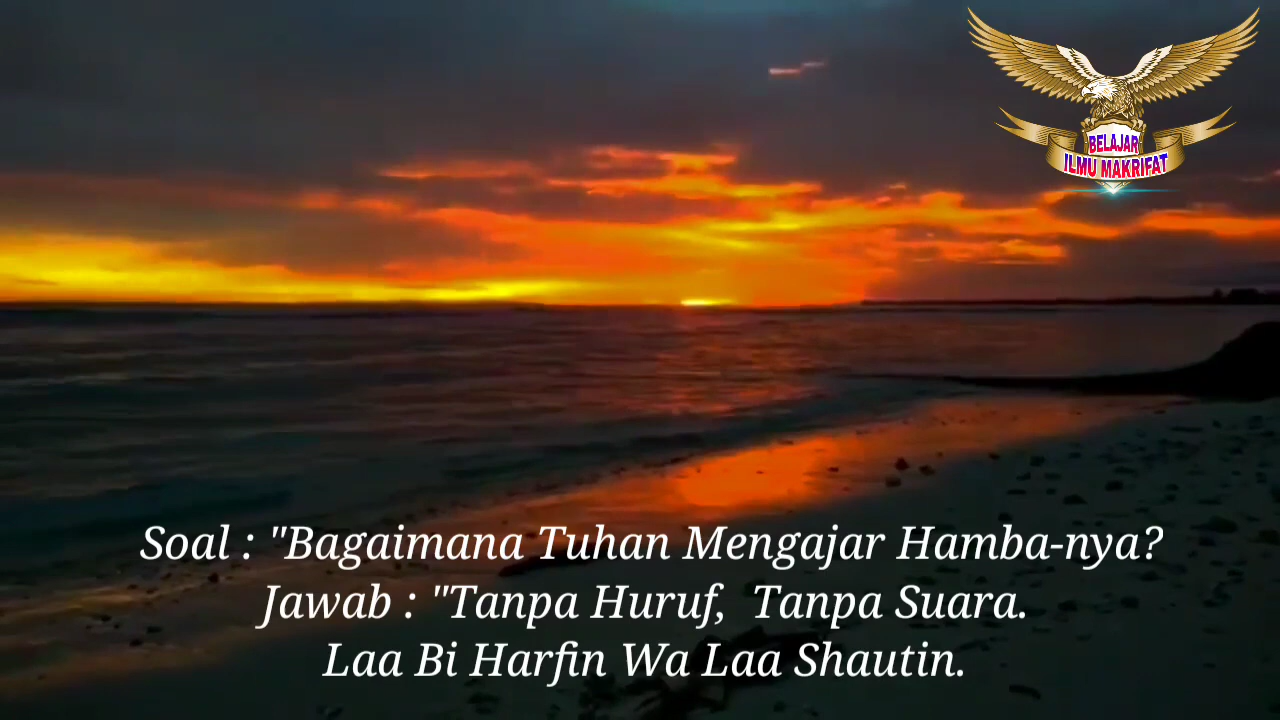 BELAJAR
ILMU MAKRIFAT
Soal : "Bagaimana Tuhan Mengajar Hamba-nya?
Jawab : "Tanpa Huruf, Tanpa Suara.
Laa Bi Harfin Wa Laa Shautin.